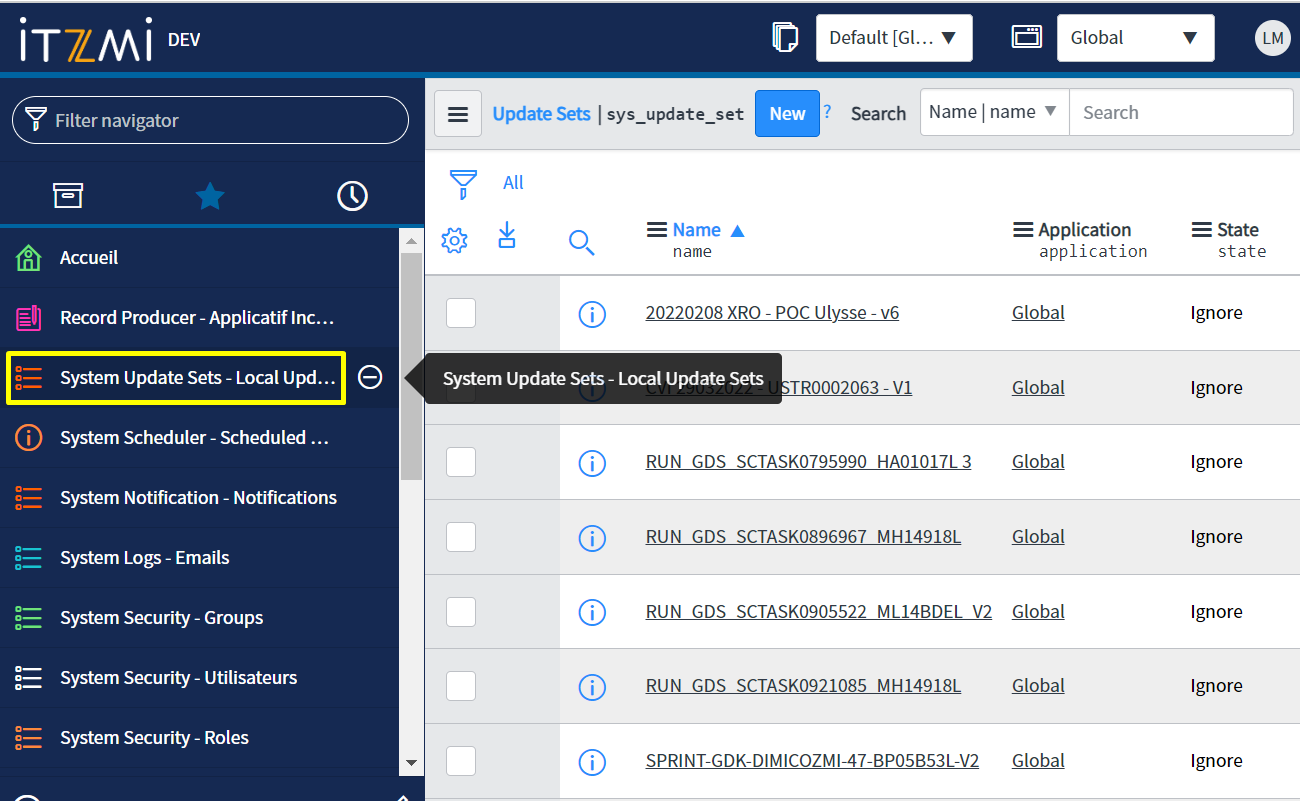 iTZMi DEV
Default [Gl... ▼
Global ▼
LM
Filter navigator
Accueil
Record Producer - Applicatif Inc...
System Update Sets - Local Upd...
System Scheduler - Scheduled ...
System Notification - Notifications
System Logs - Emails
System Security - Groups
System Security - Utilisateurs
System Security - Roles
System Update Sets - Local Update Sets
Update Sets | sys_update_set New ? Search Name | name ▼ Search
All
Name ▲ Application State
name application state
20220208 XRO - POC Ulysse - v6 Global Ignore
USTR0002063 - V1 Global Ignore
RUN_GDS_SCTASK0795990_HA01017L 3 Global Ignore
RUN_GDS_SCTASK0896967_MH14918L Global Ignore
RUN_GDS_SCTASK0905522_ML14BDEL_V2 Global Ignore
RUN_GDS_SCTASK0921085_MH14918L Global Ignore
SPRINT-GDK-DIMICOZMI-47-BP05B53L-V2 Global Ignore